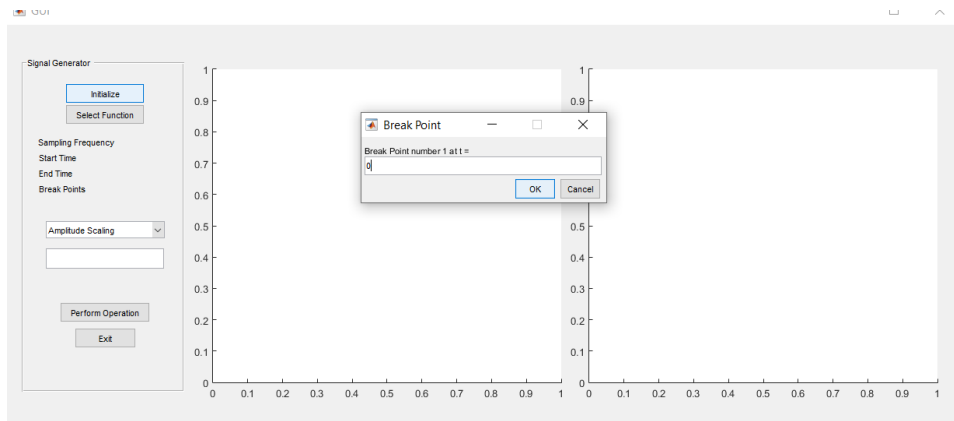 GUI
Signal Generator
Initialize
Select Function
Sampling Frequency
Start Time
End Time
Break Points
Amplitude Scaling
Perform Operation
Exit
1
0.9
0.8
0.7
0.6
0.5
0.4
0.3
0.2
0.1
0
0 0.1 0.2 0.3 0.4 0.5 0.6 0.7 0.8 0.9 1
Break Point
Break Point number 1 at t =
0
OK Cancel
1
0.9
0.6
0.5
0.4
0.3
0.2
0.1
0
0 0.1 0.2 0.3 0.4 0.5 0.6 0.7 0.8 0.9 1